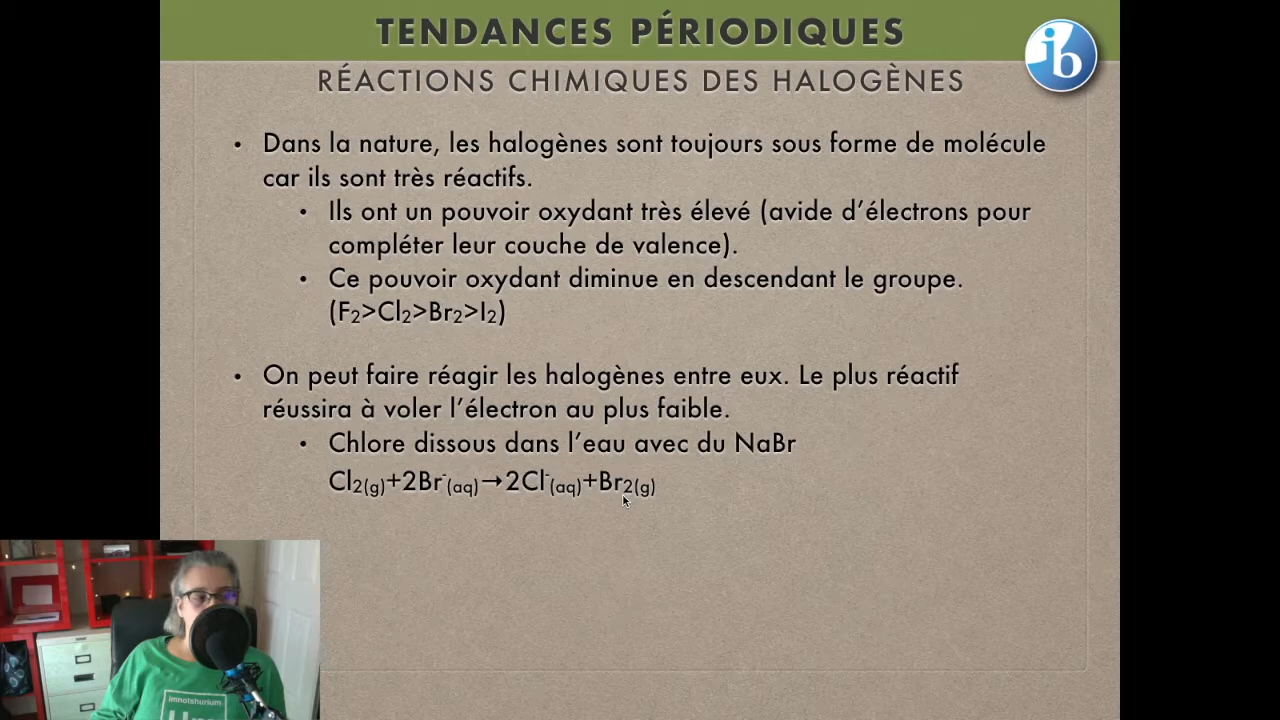 TENDANCES PÉRIODIQUES
ib
RÉACTIONS CHIMIQUES DES HALOGÈNES
• Dans la nature, les halogènes sont toujours sous forme de molécule
car ils sont très réactifs.
• Ils ont un pouvoir oxydant très élevé (avide d’électrons pour
compléter leur couche de valence).
• Ce pouvoir oxydant diminue en descendant le groupe.
(F₂>Cl₂>Br₂>I₂)
• On peut faire réagir les halogènes entre eux. Le plus réactif
réussira à voler l’électron au plus faible.
• Chlore dissous dans l’eau avec du NaBr
Cl₂(g)+2Br⁻(aq)→2Cl⁻(aq)+Br₂(g)
imnotshurium